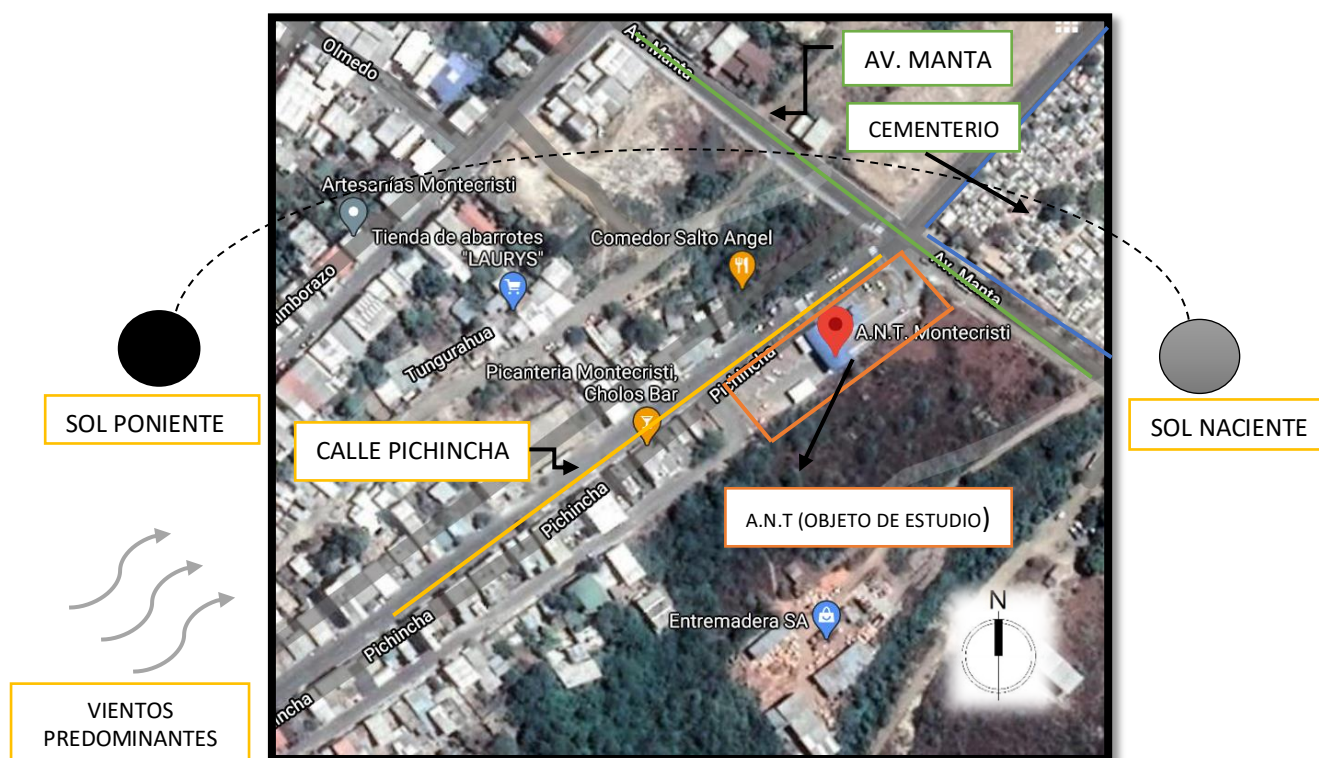 Olmedo
Av. Manta
AV. MANTA
CEMENTERIO
Artesanías Montecristi
Tienda de abarrotes
"LAURYS"
Comedor Salto Angel
Av. Manta
imborazo
Tungurahua
A.N.T. Montecristi
Pichincha
Picanteria Montecristi,
Cholos Bar
SOL PONIENTE
SOL NACIENTE
CALLE PICHINCHA
Pichincha
A.N.T (OBJETO DE ESTUDIO)
Entremadera SA
N
Pichincha
incha
VIENTOS
PREDOMINANTES